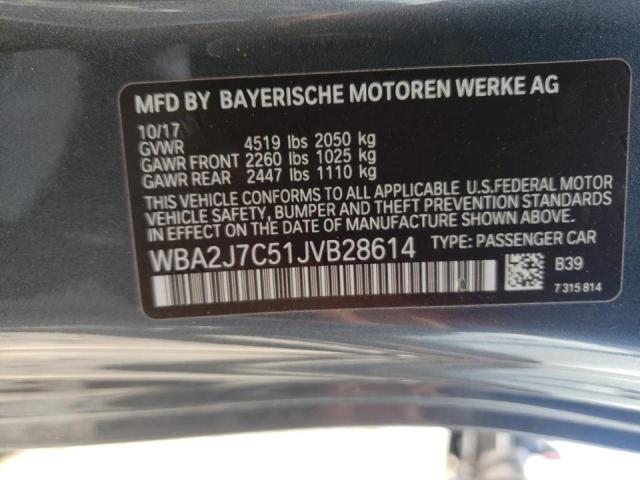 MFD BY BAYERISCHE MOTOREN WERKE AG
10/17
GVWR 4519 lbs 2050 kg
GAWR FRONT 2260 lbs 1025 kg
GAWR REAR 2447 lbs 1110 kg
THIS VEHICLE CONFORMS TO ALL APPLICABLE U.S.FEDERAL MOTOR
VEHICLE SAFETY, BUMPER AND THEFT PREVENTION STANDARDS
IN EFFECT ON THE DATE OF MANUFACTURE SHOWN ABOVE.
WBA2J7C51JVB28614 TYPE: PASSENGER CAR
B39
7 315 814